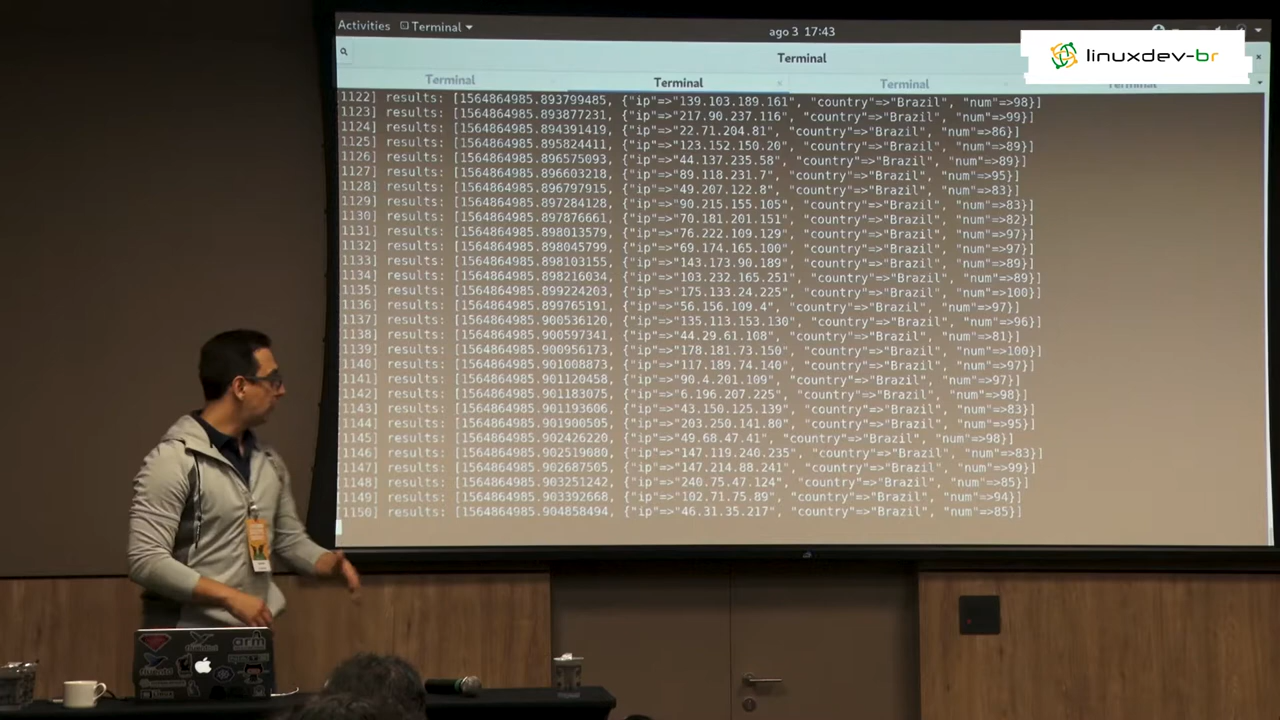 Activities Terminal ago 3 17:43
Terminal
linuxdev-br
Terminal Terminal Terminal Terminal
[1122] results: [1564864985.893799485, {"ip"=>"139.103.189.161", "country"=>"Brazil", "num"=>98}]
[1123] results: [1564864985.893877231, {"ip"=>"217.90.237.116", "country"=>"Brazil", "num"=>99}]
[1124] results: [1564864985.894391419, {"ip"=>"22.71.204.81", "country"=>"Brazil", "num"=>86}]
[1125] results: [1564864985.895824411, {"ip"=>"123.152.150.20", "country"=>"Brazil", "num"=>89}]
[1126] results: [1564864985.896575093, {"ip"=>"44.137.235.58", "country"=>"Brazil", "num"=>89}]
[1127] results: [1564864985.896603218, {"ip"=>"89.118.231.7", "country"=>"Brazil", "num"=>95}]
[1128] results: [1564864985.896797915, {"ip"=>"49.207.122.8", "country"=>"Brazil", "num"=>83}]
[1129] results: [1564864985.897284128, {"ip"=>"90.215.155.105", "country"=>"Brazil", "num"=>83}]
[1130] results: [1564864985.897876661, {"ip"=>"70.181.201.151", "country"=>"Brazil", "num"=>82}]
[1131] results: [1564864985.898013579, {"ip"=>"76.222.109.129", "country"=>"Brazil", "num"=>97}]
[1132] results: [1564864985.898045799, {"ip"=>"69.174.165.100", "country"=>"Brazil", "num"=>97}]
[1133] results: [1564864985.898103155, {"ip"=>"143.173.90.189", "country"=>"Brazil", "num"=>89}]
[1134] results: [1564864985.898216034, {"ip"=>"103.232.165.251", "country"=>"Brazil", "num"=>89}]
[1135] results: [1564864985.899224203, {"ip"=>"175.133.24.225", "country"=>"Brazil", "num"=>100}]
[1136] results: [1564864985.899765191, {"ip"=>"56.156.109.4", "country"=>"Brazil", "num"=>97}]
[1137] results: [1564864985.900536120, {"ip"=>"135.113.153.130", "country"=>"Brazil", "num"=>96}]
[1138] results: [1564864985.900597341, {"ip"=>"44.29.61.108", "country"=>"Brazil", "num"=>81}]
[1139] results: [1564864985.900956173, {"ip"=>"178.181.73.150", "country"=>"Brazil", "num"=>100}]
[1140] results: [1564864985.901008873, {"ip"=>"117.189.74.140", "country"=>"Brazil", "num"=>97}]
[1141] results: [1564864985.901120458, {"ip"=>"90.4.201.109", "country"=>"Brazil", "num"=>97}]
[1142] results: [1564864985.901183075, {"ip"=>"6.196.207.225", "country"=>"Brazil", "num"=>98}]
[1143] results: [1564864985.901193606, {"ip"=>"43.150.125.139", "country"=>"Brazil", "num"=>83}]
[1144] results: [1564864985.901900505, {"ip"=>"203.250.141.80", "country"=>"Brazil", "num"=>95}]
[1145] results: [1564864985.902426220, {"ip"=>"49.68.47.41", "country"=>"Brazil", "num"=>98}]
[1146] results: [1564864985.902519080, {"ip"=>"147.119.240.235", "country"=>"Brazil", "num"=>83}]
[1147] results: [1564864985.902687505, {"ip"=>"147.214.88.241", "country"=>"Brazil", "num"=>99}]
[1148] results: [1564864985.903251242, {"ip"=>"240.75.47.124", "country"=>"Brazil", "num"=>85}]
[1149] results: [1564864985.903392668, {"ip"=>"102.71.75.89", "country"=>"Brazil", "num"=>94}]
[1150] results: [1564864985.904858494, {"ip"=>"46.31.35.217", "country"=>"Brazil", "num"=>85}]
arm